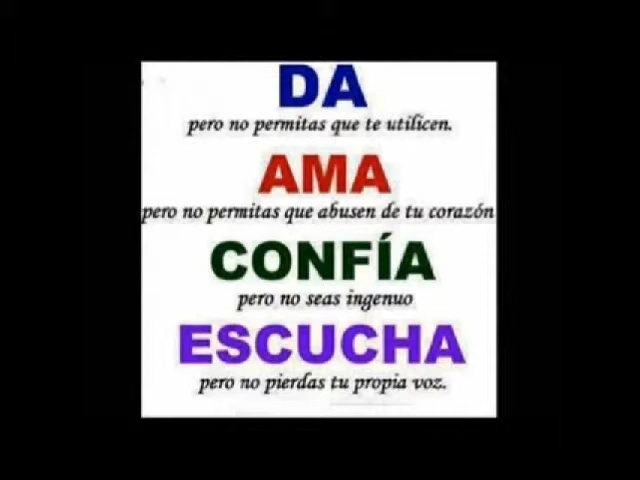 DA
pero no permitas que te utilicen.
AMA
pero no permitas que abusen de tu corazón
CONFÍA
pero no seas ingenuo
ESCUCHA
pero no pierdas tu propia voz.